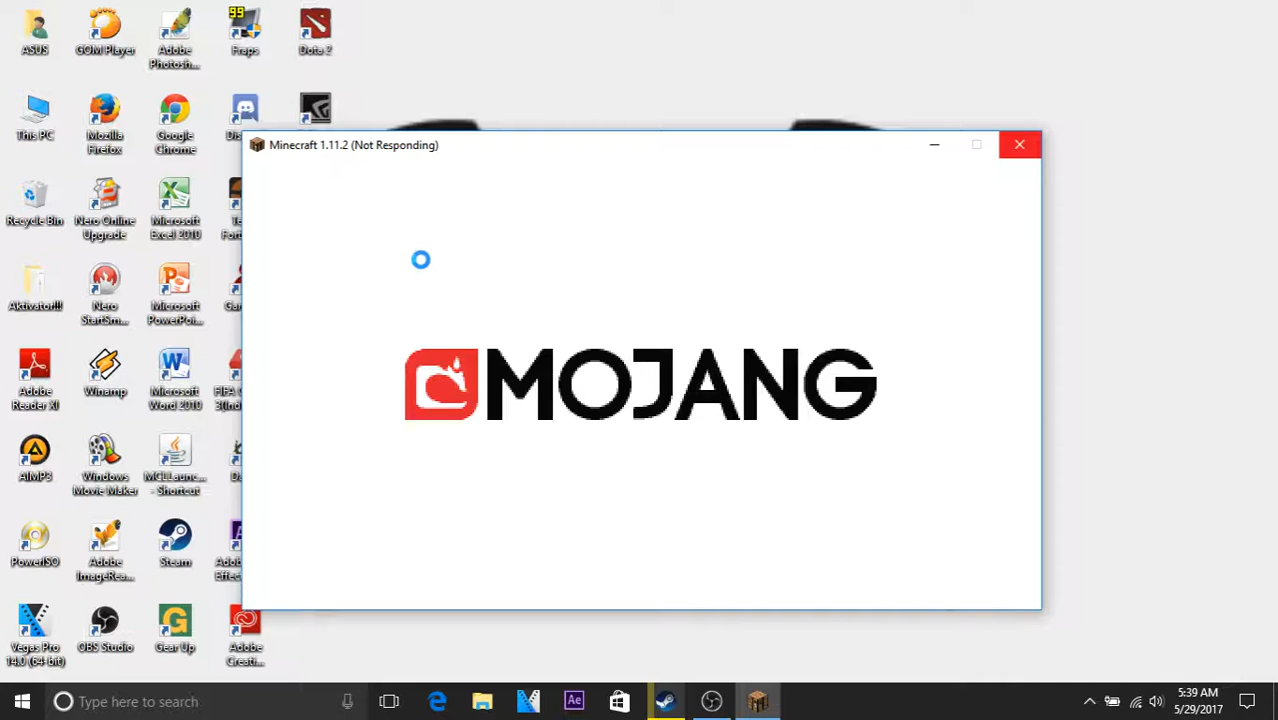 99
ASUS
GOM Player
Adobe
Photosh...
Fraps
Dota 2
This PC
Mozilla
Firefox
Google
Chrome
Minecraft 1.11.2 (Not Responding)
Recycle Bin
Nero Online
Upgrade
Microsoft
Excel 2010
Aktivator!!!
Nero
StartSm...
Microsoft
PowerPoi...
MOJANG
Adobe
Reader XI
Winamp
Microsoft
Word 2010
AIMP3
Windows
Movie Maker
MCLLaunc...
- Shortcut
PowerISO
Adobe
ImageRea...
Steam
Vegas Pro
14.0 (64-bit)
OBS Studio
Gear Up
Adobe
Creati...
Type here to search
Ae
5:39 AM
5/29/2017